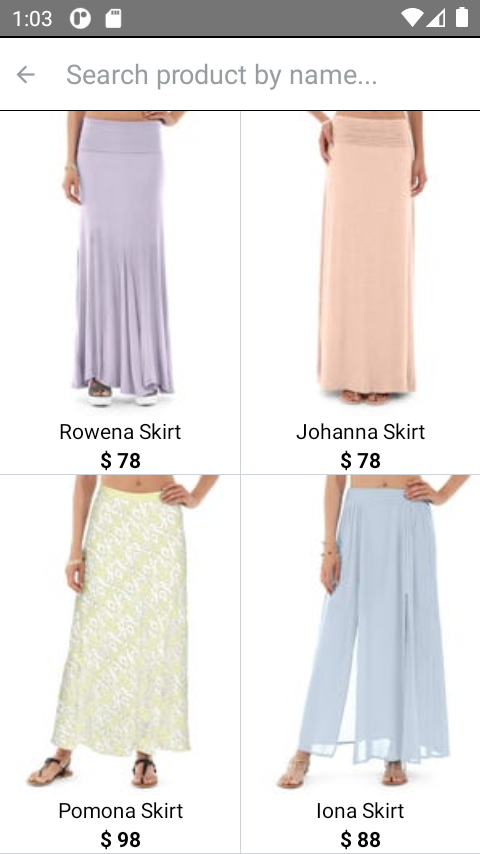 1:03
Search product by name...
Rowena Skirt
$ 78
Johanna Skirt
$ 78
Pomona Skirt
$ 98
Iona Skirt
$ 88